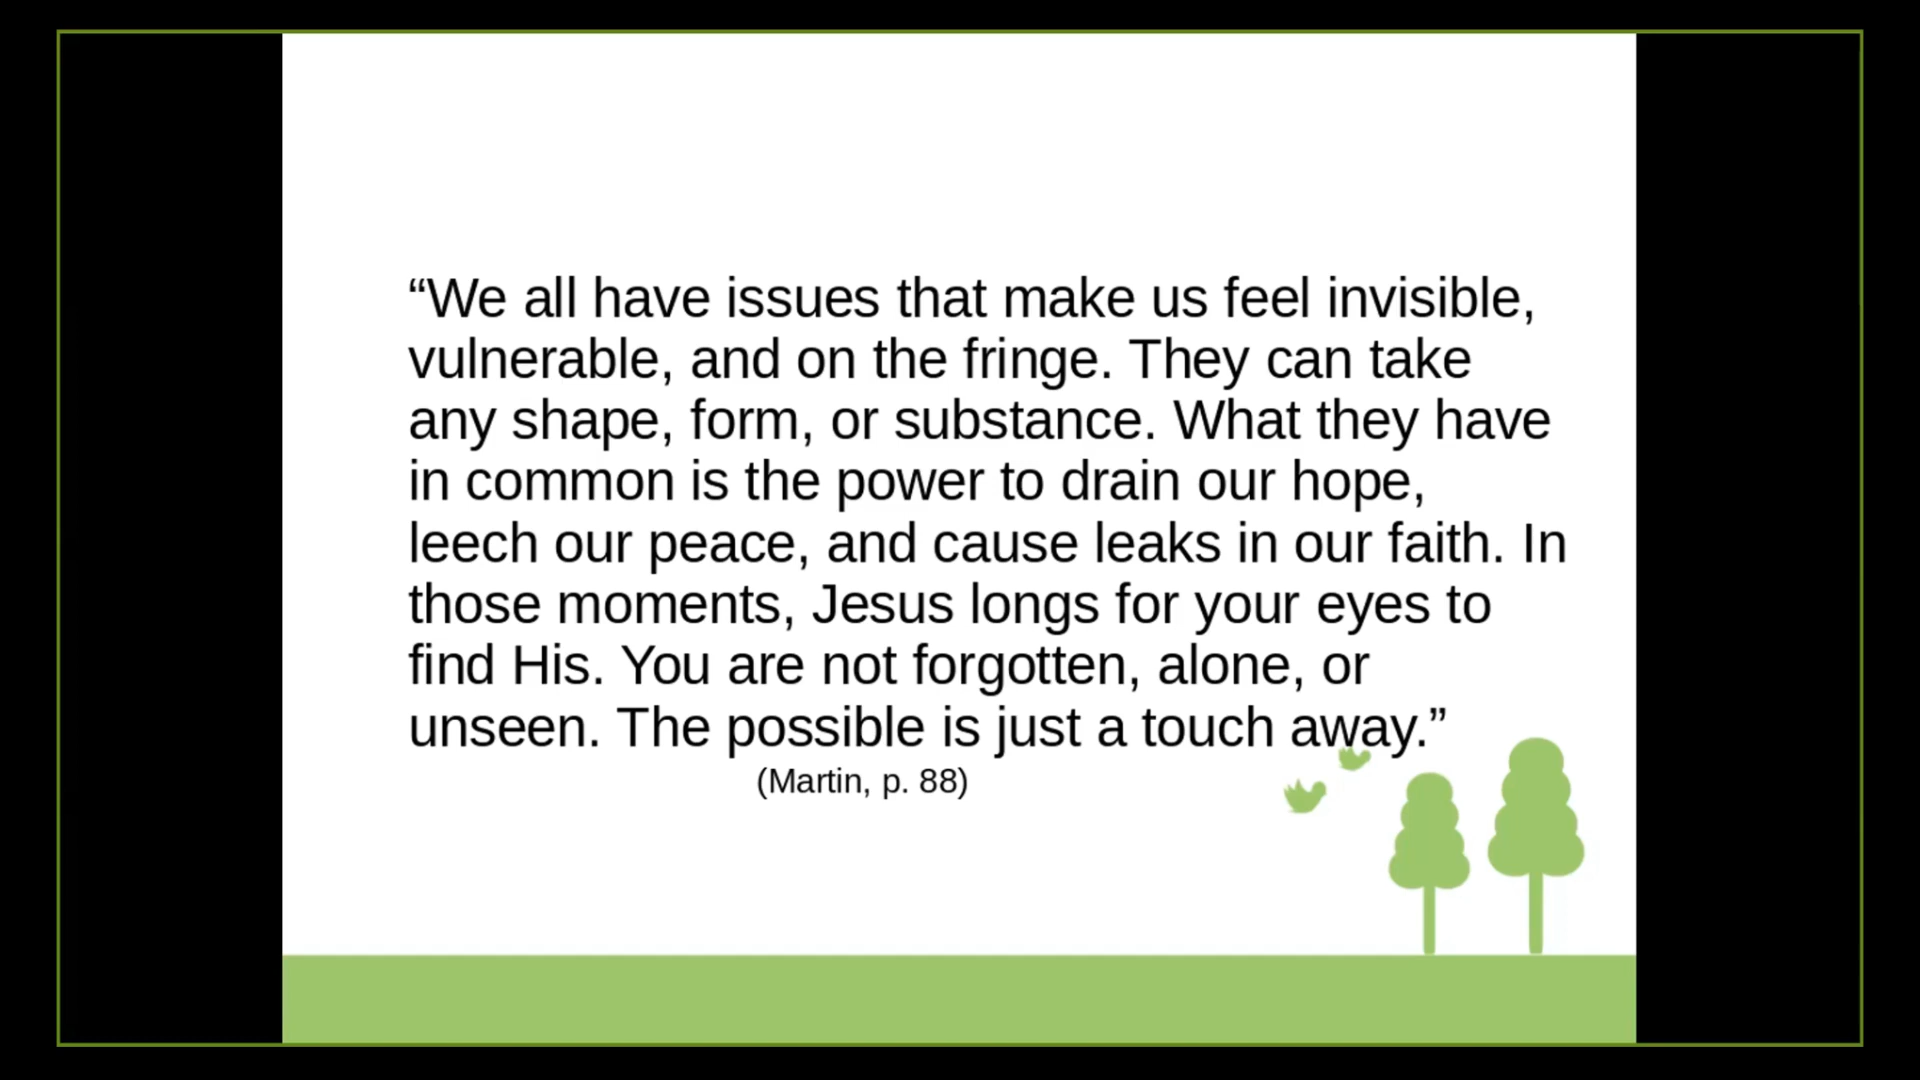 “We all have issues that make us feel invisible,
vulnerable, and on the fringe. They can take
any shape, form, or substance. What they have
in common is the power to drain our hope,
leech our peace, and cause leaks in our faith. In
those moments, Jesus longs for your eyes to
find His. You are not forgotten, alone, or
unseen. The possible is just a touch away.”
(Martin, p. 88)